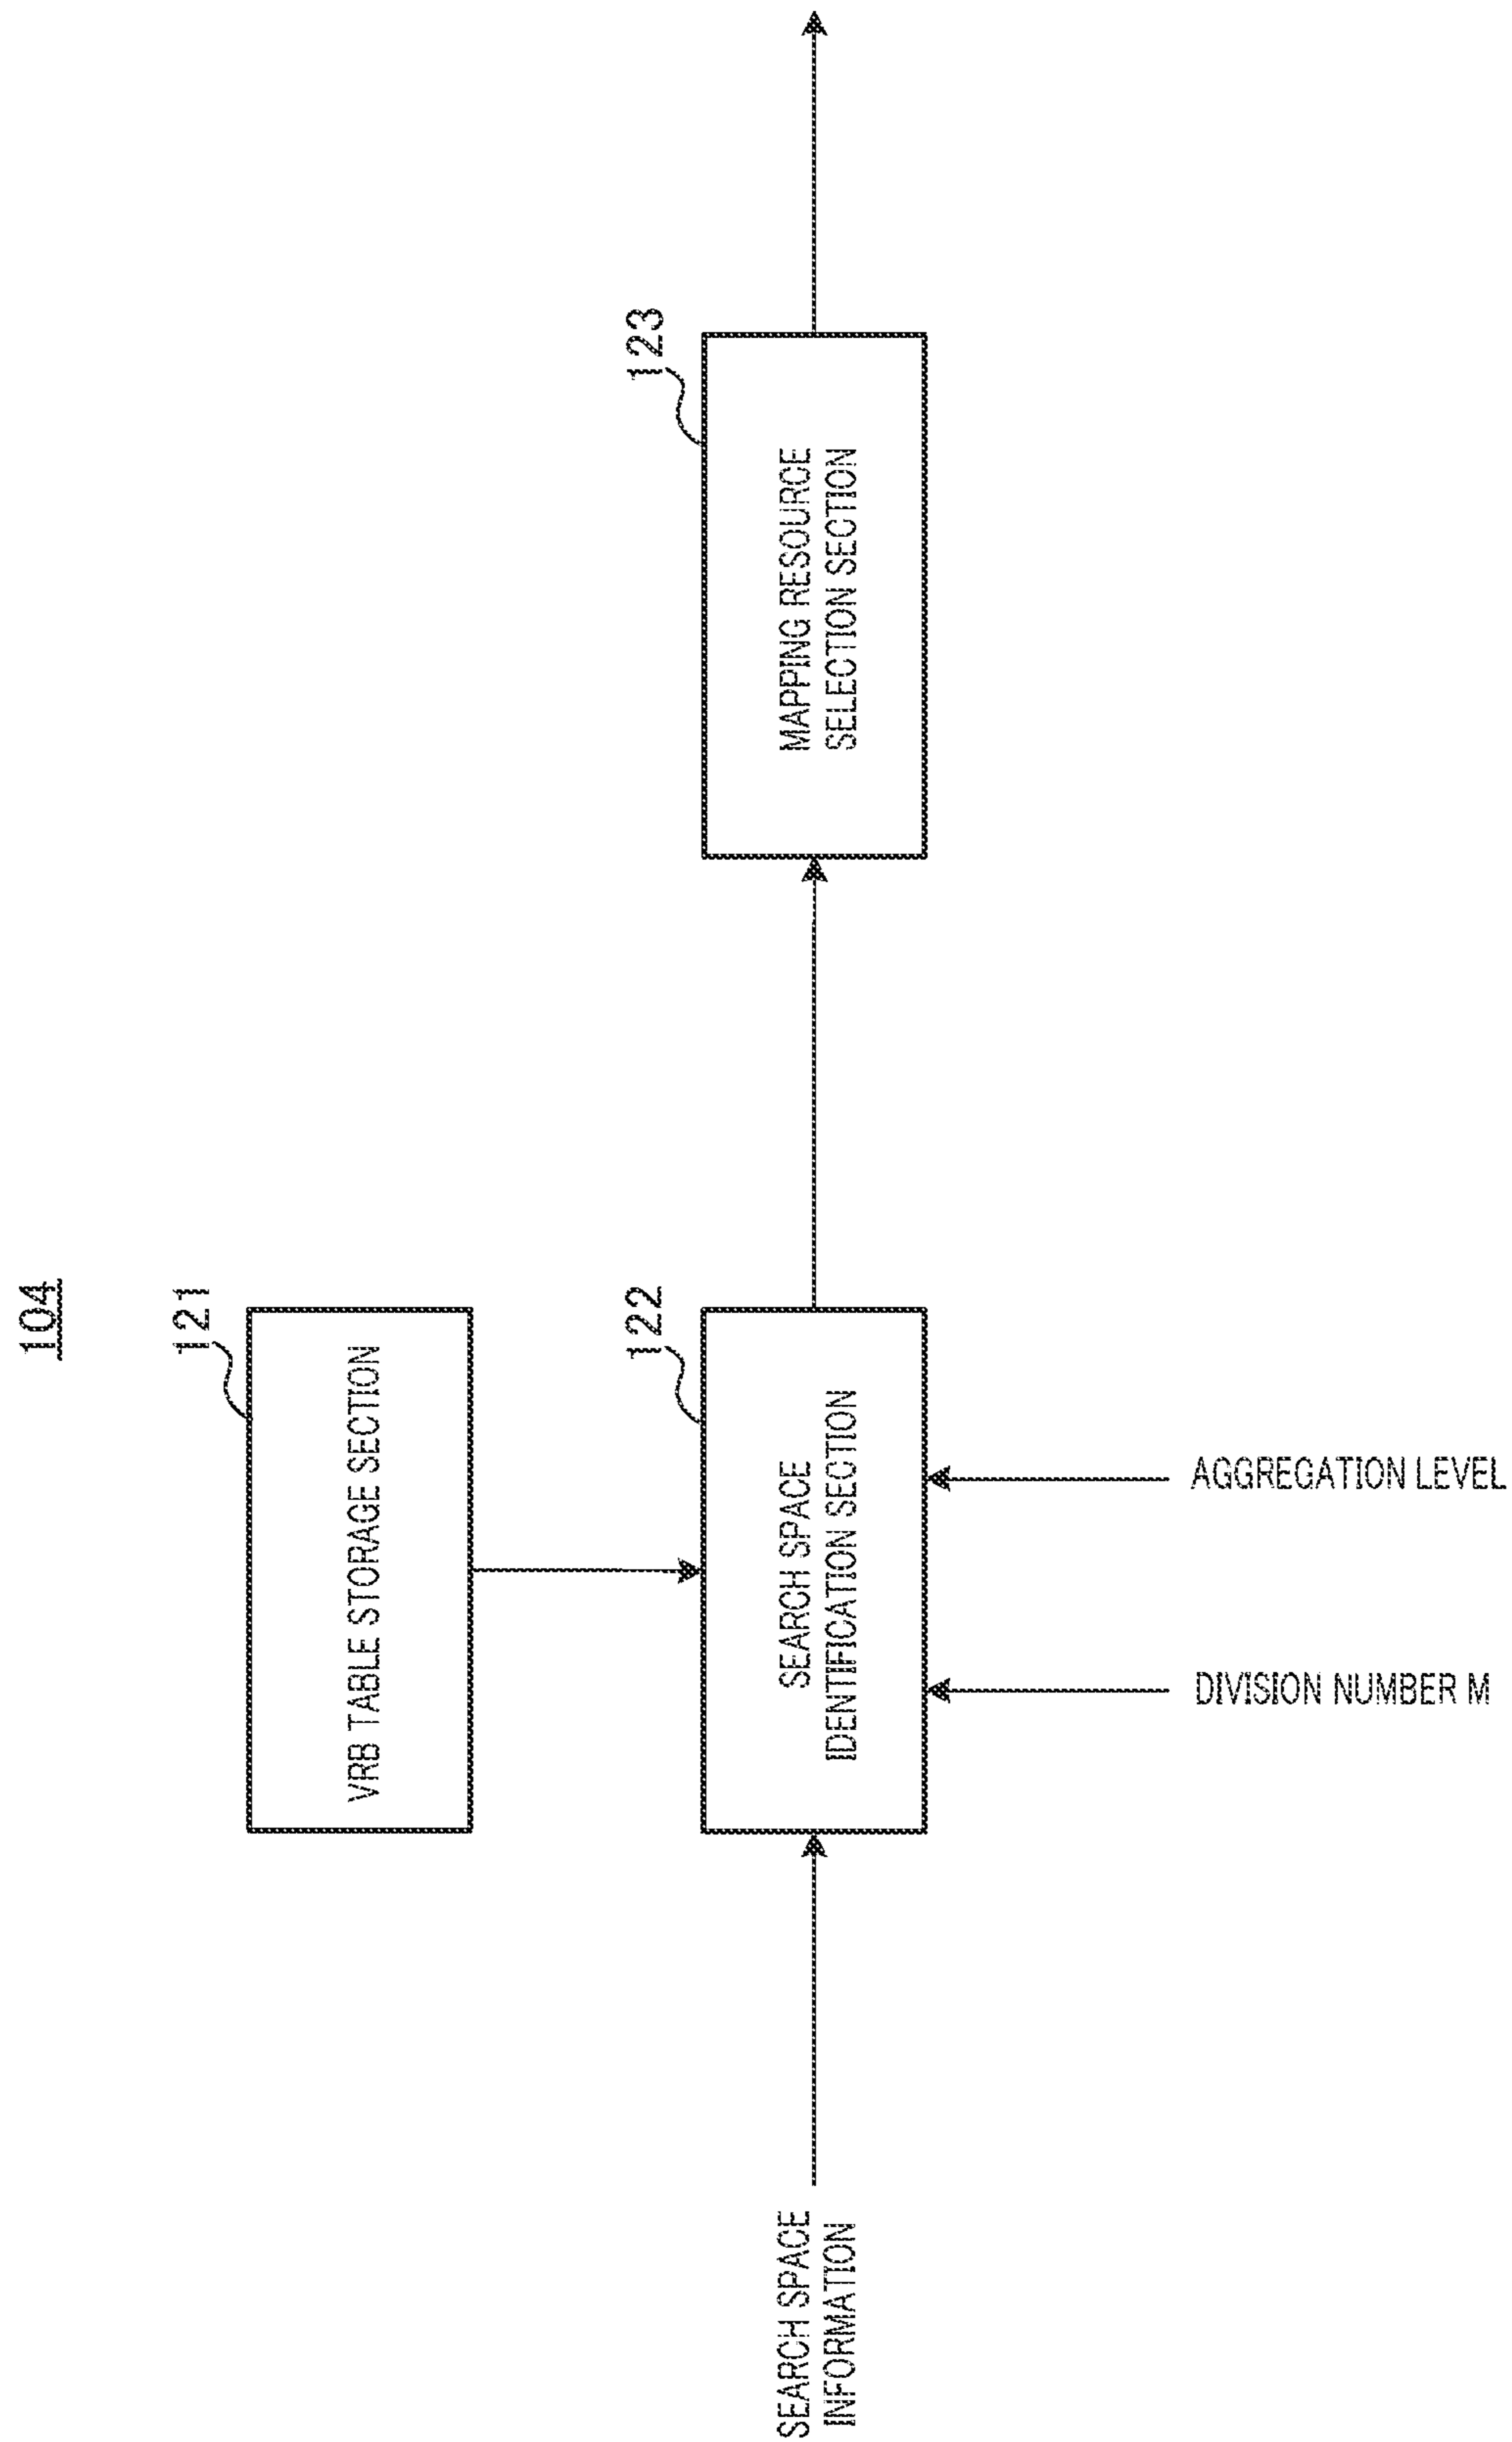 104
121
VRB TABLE STORAGE SECTION
122
123
SEARCH SPACE
INFORMATION
SEARCH SPACE
IDENTIFICATION SECTION
MAPPING RESOURCE
SELECTION SECTION
DIVISION NUMBER M
AGGREGATION LEVEL